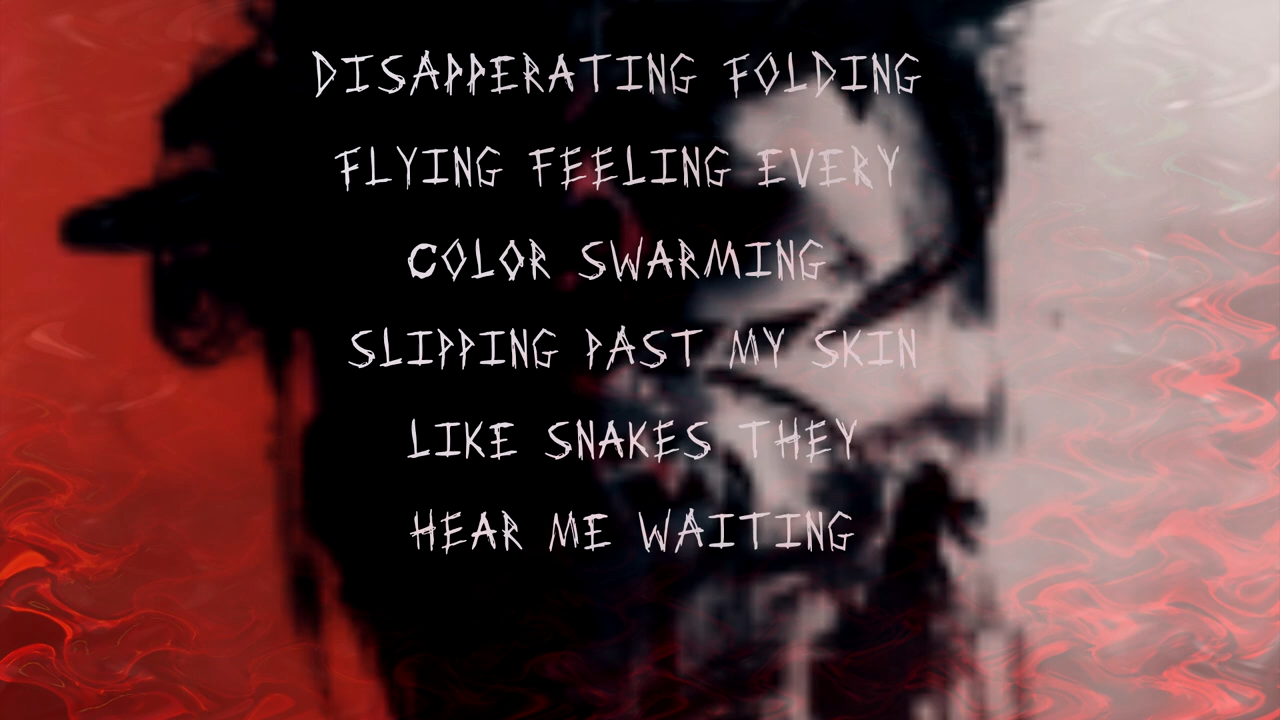 DISAPPERATING FOLDING
FLYING FEELING EVERY
COLOR SWARMING
SLIPPING PAST MY SKIN
LIKE SNAKES THEY
HEAR ME WAITING